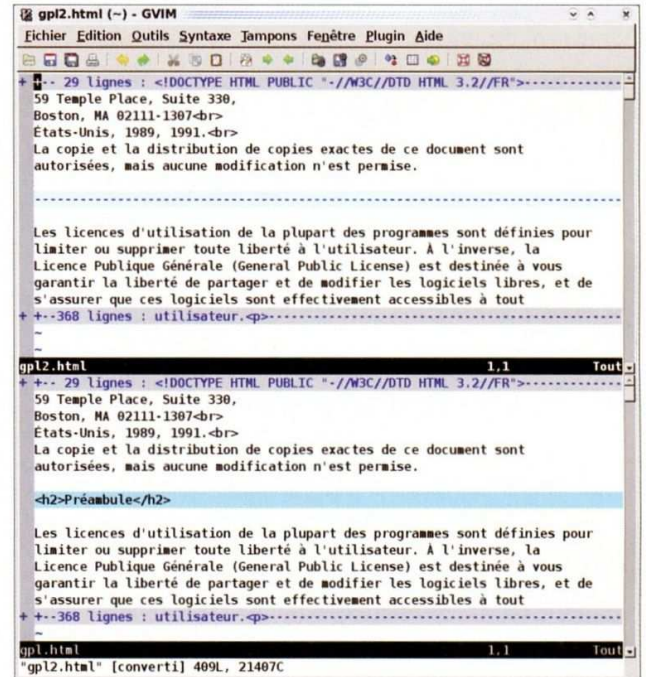 gpl2.html (~) - GVIM
Fichier Edition Outils Syntaxe Tampons Fenêtre Plugin Aide
+ +-- 29 lignes : <!DOCTYPE HTML PUBLIC "-//W3C//DTD HTML 3.2//FR">-------------
59 Temple Place, Suite 330,
Boston, MA 02111-1307<br>
États-Unis, 1989, 1991.<br>
La copie et la distribution de copies exactes de ce document sont
autorisées, mais aucune modification n'est permise.
--------------------------------------------------------------------------------
Les licences d'utilisation de la plupart des programmes sont définies pour
limiter ou supprimer toute liberté à l'utilisateur. À l'inverse, la
Licence Publique Générale (General Public License) est destinée à vous
garantir la liberté de partager et de modifier les logiciels libres, et de
s'assurer que ces logiciels sont effectivement accessibles à tout
+ +--368 lignes : utilisateur.<p>-----------------------------------------------
~
~
gpl2.html 1,1 Tout
+ +-- 29 lignes : <!DOCTYPE HTML PUBLIC "-//W3C//DTD HTML 3.2//FR">-------------
59 Temple Place, Suite 330,
Boston, MA 02111-1307<br>
États-Unis, 1989, 1991.<br>
La copie et la distribution de copies exactes de ce document sont
autorisées, mais aucune modification n'est permise.
<h2>Préambule</h2>
Les licences d'utilisation de la plupart des programmes sont définies pour
limiter ou supprimer toute liberté à l'utilisateur. À l'inverse, la
Licence Publique Générale (General Public License) est destinée à vous
garantir la liberté de partager et de modifier les logiciels libres, et de
s'assurer que ces logiciels sont effectivement accessibles à tout
+ +--368 lignes : utilisateur.<p>-----------------------------------------------
~
gpl.html 1,1 Tout
"gpl2.html" [converti] 409L, 21407C